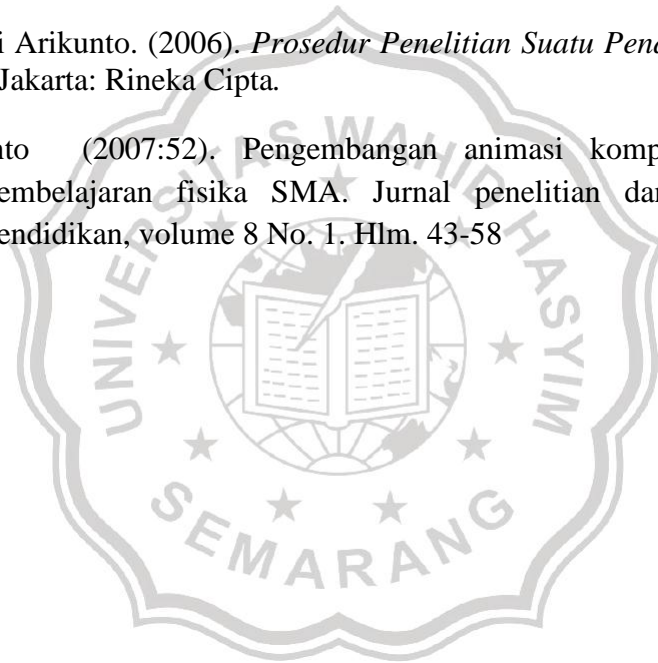 i Arikunto. (2006). Prosedur Penelitian Suatu Pend
Jakarta: Rineka Cipta.
nto (2007:52). Pengembangan animasi komp
embelajaran fisika SMA. Jurnal penelitian dar
endidikan, volume 8 No. 1. Hlm. 43-58
UNIVERSITAS WAHID HASYIM
SEMARANG